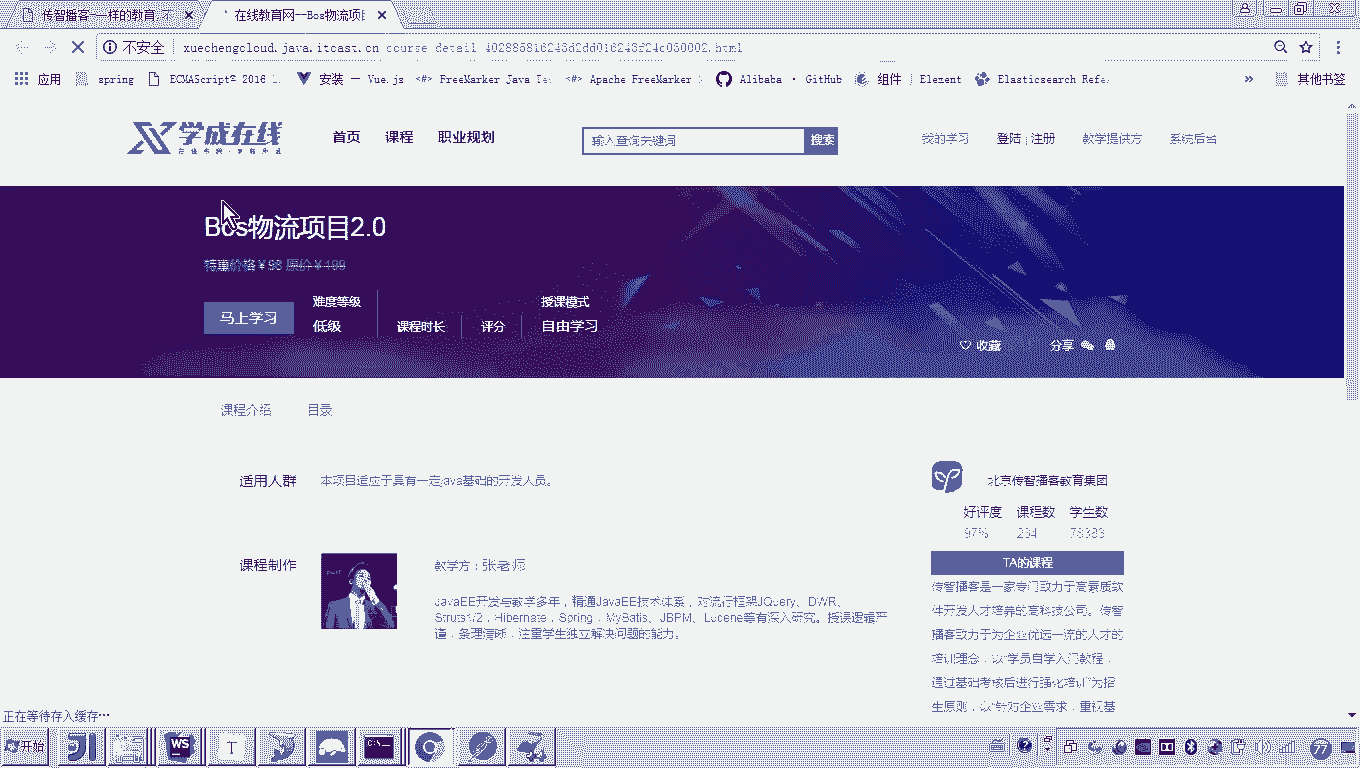 传智播客-一样的教育,不
在线教育网--Bos物流项目
不安全 xuechengcloud.java.itcast.cn
应用 spring ECMAScript® 2016 安装 — Vue.js FreeMarker Java Apache FreeMarker Alibaba · GitHub 组件 | Element Elasticsearch Refe » 其他书签
学成在线
首页 课程 职业规划 输入查询关键词 搜索 我的学习 登陆 | 注册 教学提供方 系统后台
Bos物流项目2.0
特惠价格¥98 原价¥199
难度等级 授课模式
马上学习 低级 课程时长 评分 自由学习
收藏 分享
课程介绍 目录
适用人群 本项目适应于具有一定java基础的开发人员。
北京传智播客教育集团
好评度 课程数 学生数
97% 234
课程制作 教学方:张老师
TA的课程
JavaEE开发与教学多年,精通JavaEE技术体系,对流行框架JQuery、DWR、
Struts1/2,Hibernate,Spring,MyBatis、JBPM、Lucene等有深入研究。授课逻辑严
谨,条理清晰,注重学生独立解决问题的能力。
传智播客是一家专门致力于高素质软
件开发人才培养的高科技公司。传智
播客致力于为企业优选一流的人才的
培训理念,以"学员自学入门教程,
通过基础考核后进行强化培训"为招
生原则,以"针对企业需求,重视基
正在等待存入缓存…
开始 WS T C:\ 77